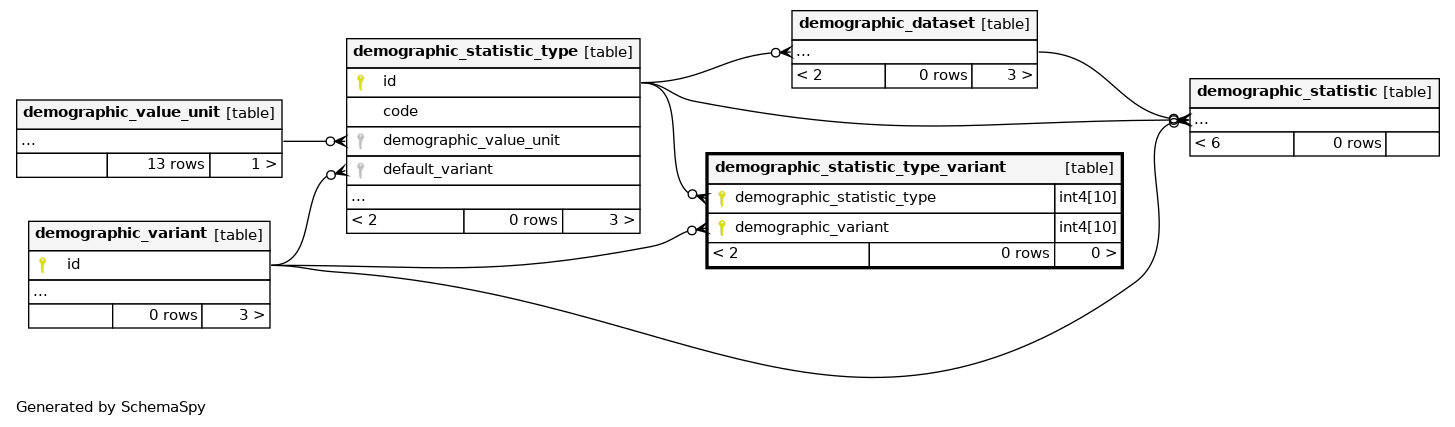 demographic_value_unit [table]
...
13 rows 1 >
demographic_variant [table]
id
...
0 rows 3 >
demographic_statistic_type [table]
id
code
demographic_value_unit
default_variant
...
< 2 0 rows 3 >
demographic_dataset [table]
...
< 2 0 rows 3 >
demographic_statistic_type_variant [table]
demographic_statistic_type int4[10]
demographic_variant int4[10]
< 2 0 rows 0 >
demographic_statistic [table]
...
< 6 0 rows
Generated by SchemaSpy